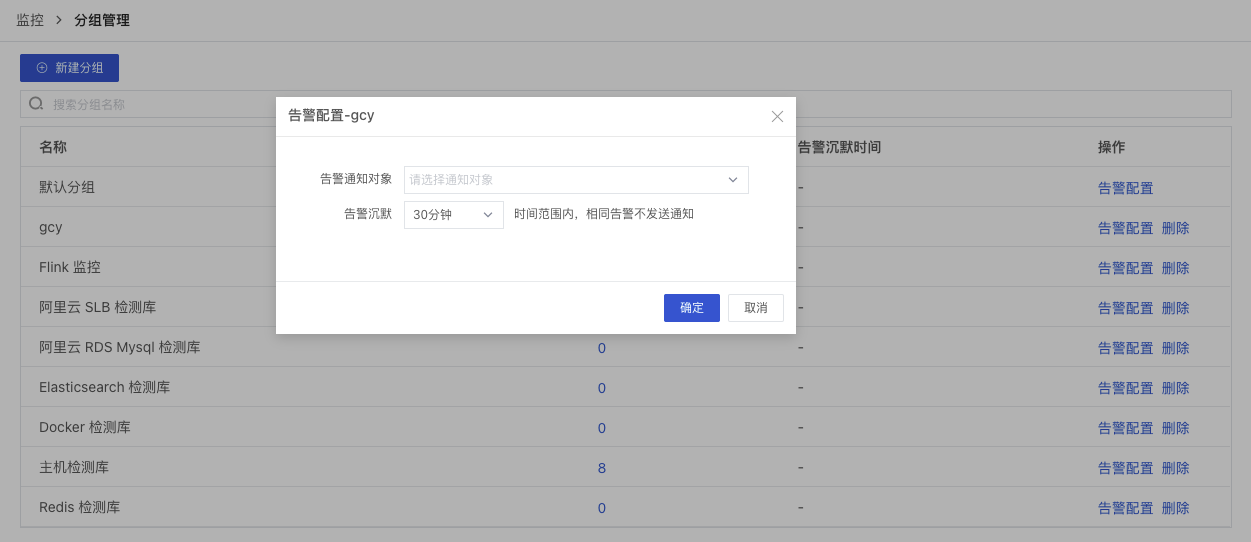 监控 > 分组管理
新建分组
搜索分组名称
告警配置-gcy
告警通知对象 请选择通知对象
告警沉默 30分钟 时间范围内，相同告警不发送通知
确定 取消
名称 告警沉默时间 操作
默认分组 - 告警配置
gcy - 告警配置 删除
Flink 监控 - 告警配置 删除
阿里云 SLB 检测库 - 告警配置 删除
阿里云 RDS Mysql 检测库 0 - 告警配置 删除
Elasticsearch 检测库 0 - 告警配置 删除
Docker 检测库 0 - 告警配置 删除
主机检测库 8 - 告警配置 删除
Redis 检测库 0 - 告警配置 删除